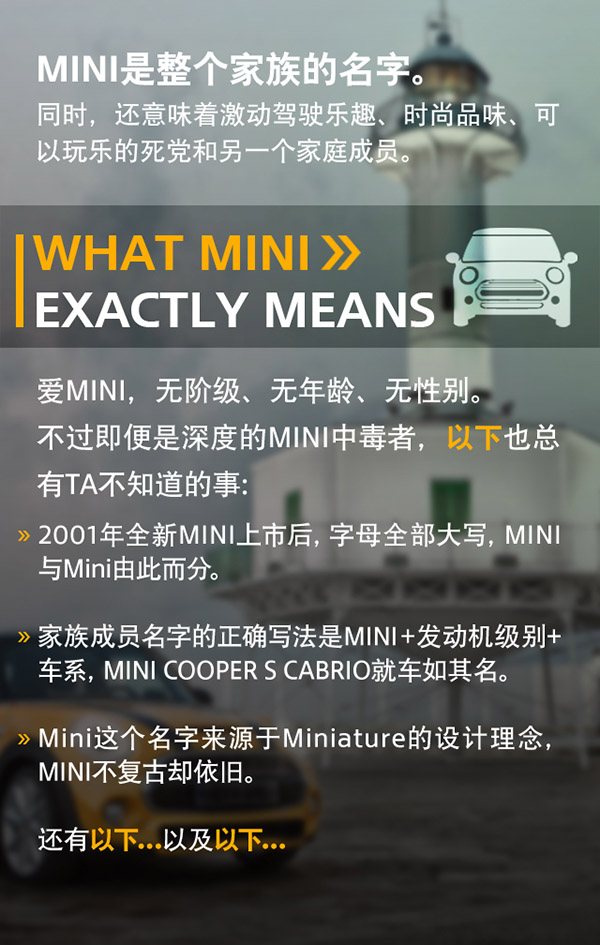 MINI是整个家族的名字。
同时，还意味着激动驾驶乐趣、时尚品味、可
以玩乐的死党和另一个家庭成员。
WHAT MINI »
EXACTLY MEANS
爱MINI，无阶级、无年龄、无性别。
不过即便是深度的MINI中毒者，以下也总
有TA不知道的事:
» 2001年全新MINI上市后, 字母全部大写, MINI
与Mini由此而分。
» 家族成员名字的正确写法是MINI+发动机级别+
车系, MINI COOPER S CABRIO就车如其名。
» Mini这个名字来源于Miniature的设计理念,
MINI不复古却依旧。
还有以下...以及以下...